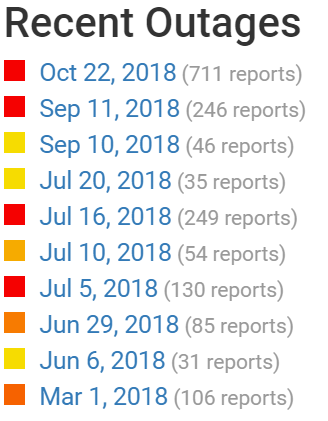 Recent Outages
Oct 22, 2018 (711 reports)
Sep 11, 2018 (246 reports)
Sep 10, 2018 (46 reports)
Jul 20, 2018 (35 reports)
Jul 16, 2018 (249 reports)
Jul 10, 2018 (54 reports)
Jul 5, 2018 (130 reports)
Jun 29, 2018 (85 reports)
Jun 6, 2018 (31 reports)
Mar 1, 2018 (106 reports)